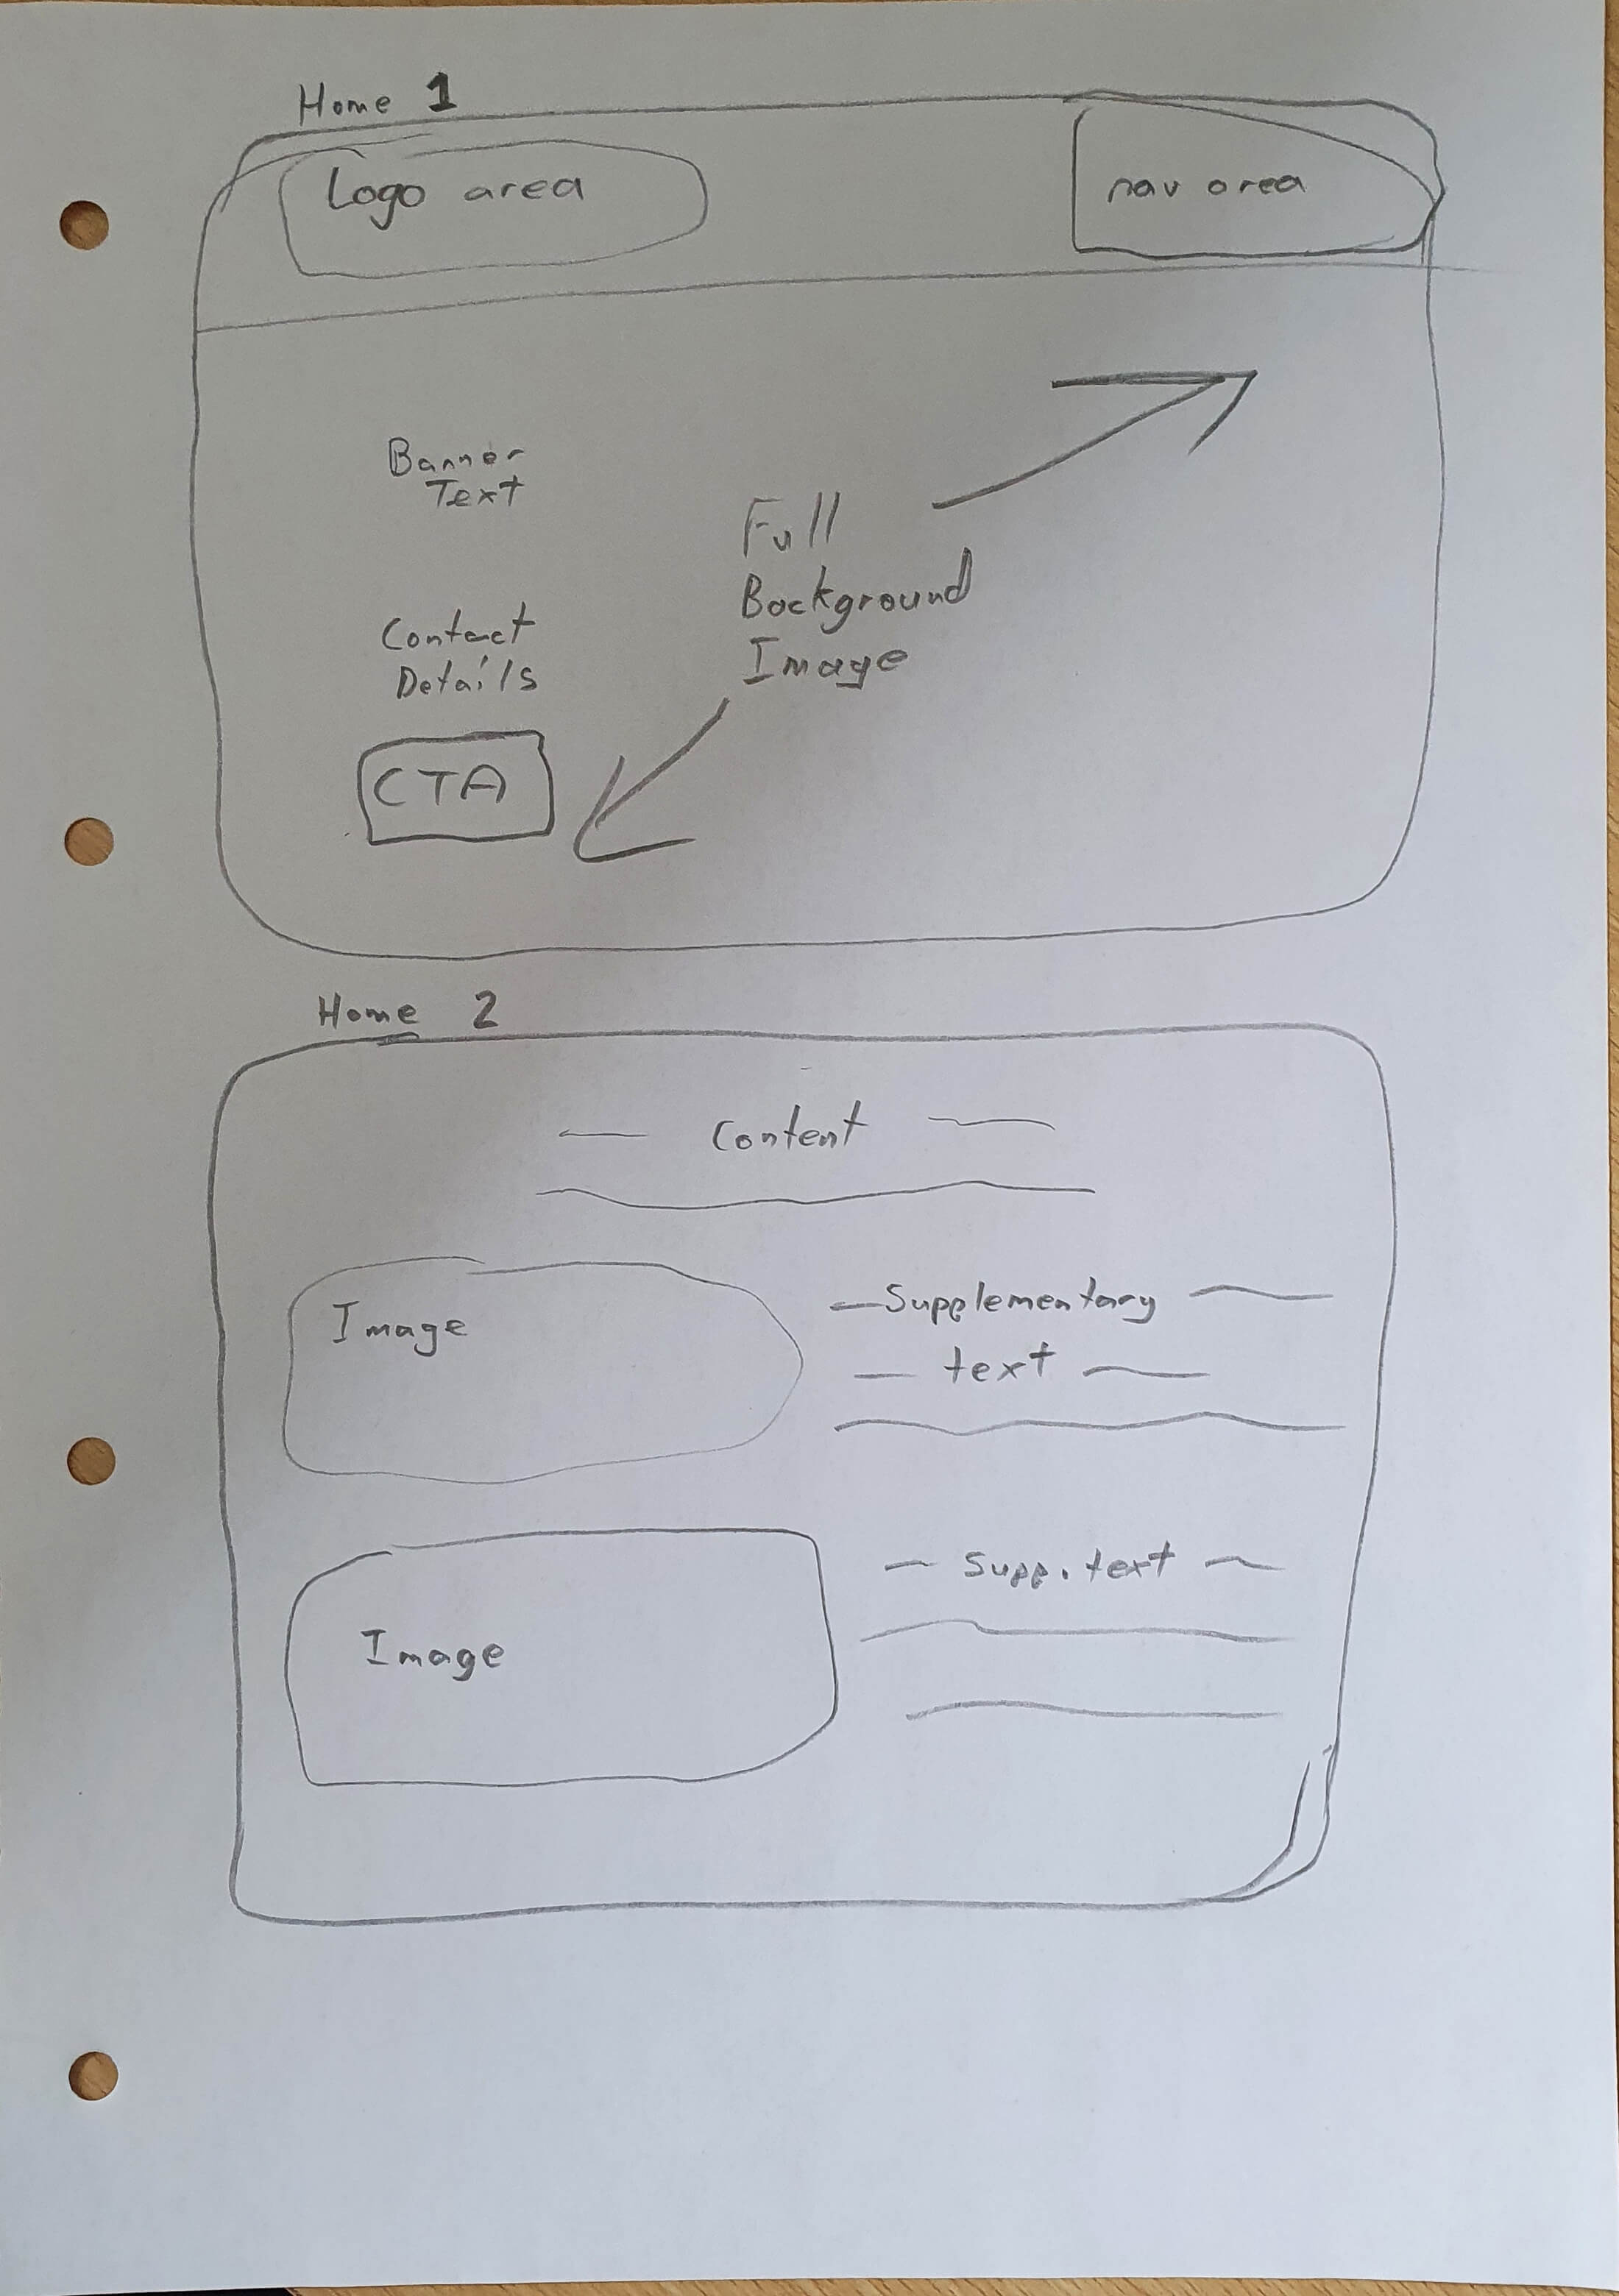 Home 1
Logo area
nav area
Banner
Text
Full
Background
Image
Contact
Details
CTA
Home 2
Content
Image
Supplementary
text
Supp. text
Image